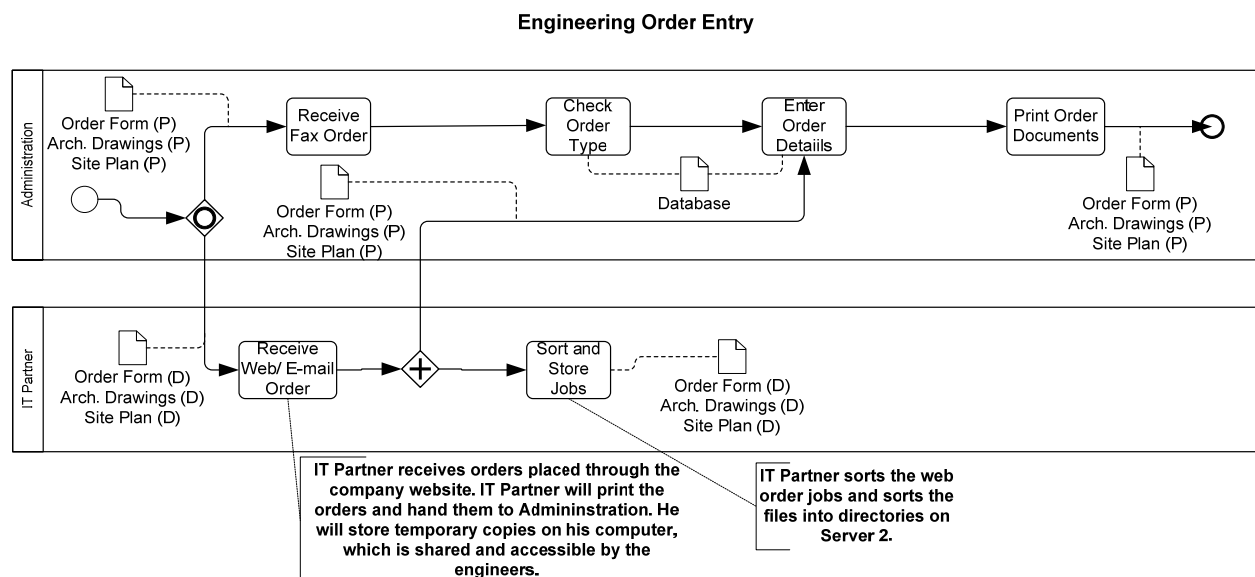 Engineering Order Entry
Administration
Order Form (P)
Arch. Drawings (P)
Site Plan (P)
Receive
Fax Order
Order Form (P)
Arch. Drawings (P)
Site Plan (P)
Check
Order
Type
Database
Enter
Order
Detaiils
Print Order
Documents
Order Form (P)
Arch. Drawings (P)
Site Plan (P)
IT Partner
Order Form (D)
Arch. Drawings (D)
Site Plan (D)
Receive
Web/ E-mail
Order
Sort and
Store
Jobs
Order Form (D)
Arch. Drawings (D)
Site Plan (D)
IT Partner receives orders placed through the
company website. IT Partner will print the
orders and hand them to Admininstration. He
will store temporary copies on his computer,
which is shared and accessible by the
engineers.
IT Partner sorts the web
order jobs and sorts the
files into directories on
Server 2.